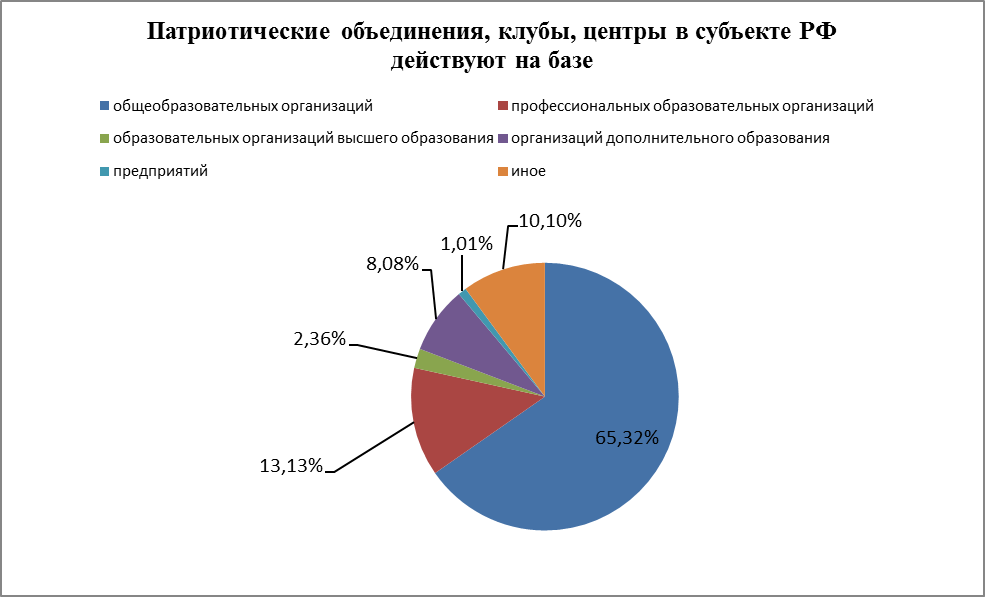 Патриотические объединения, клубы, центры в субъекте РФ
действуют на базе
общеобразовательных организаций
профессиональных образовательных организаций
образовательных организаций высшего образования
организаций дополнительного образования
предприятий
иное
10,10%
1,01%
8,08%
2,36%
65,32%
13,13%